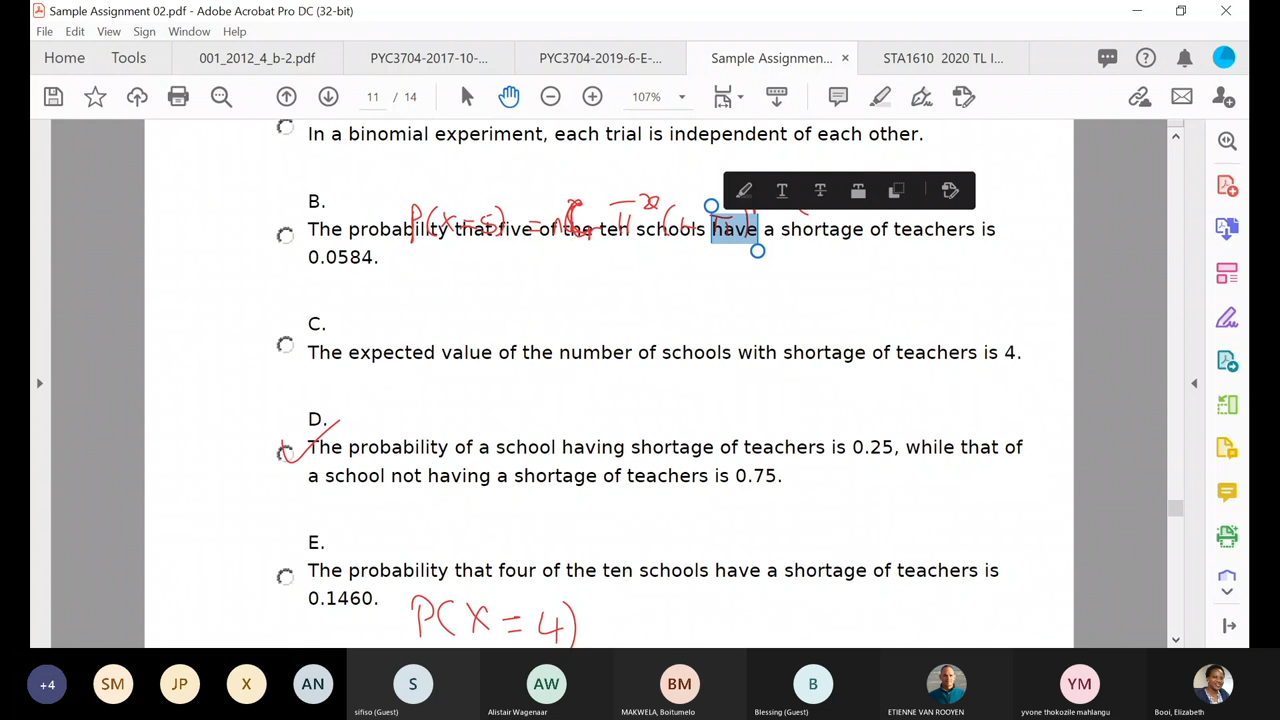 Sample Assignment 02.pdf - Adobe Acrobat Pro DC (32-bit)
File Edit View Sign Window Help
Home Tools 001_2012_4_b-2.pdf PYC3704-2017-10-... PYC3704-2019-6-E-... Sample Assignmen... × STA1610 2020 TL I...
11 / 14 107%
In a binomial experiment, each trial is independent of each other.
B.
P(X=5) =
The probability that five of the ten schools have a shortage of teachers is
0.0584.
C.
The expected value of the number of schools with shortage of teachers is 4.
D.
The probability of a school having shortage of teachers is 0.25, while that of
a school not having a shortage of teachers is 0.75.
E.
The probability that four of the ten schools have a shortage of teachers is
0.1460.
P(X = 4)
+4 SM JP X AN S AW BM B YM
sifiso (Guest) Alistair Wagenaar MAKWELA, Boitumelo Blessing (Guest) ETIENNE VAN ROOYEN yvone thokozile mahlangu Booi, Elizabeth